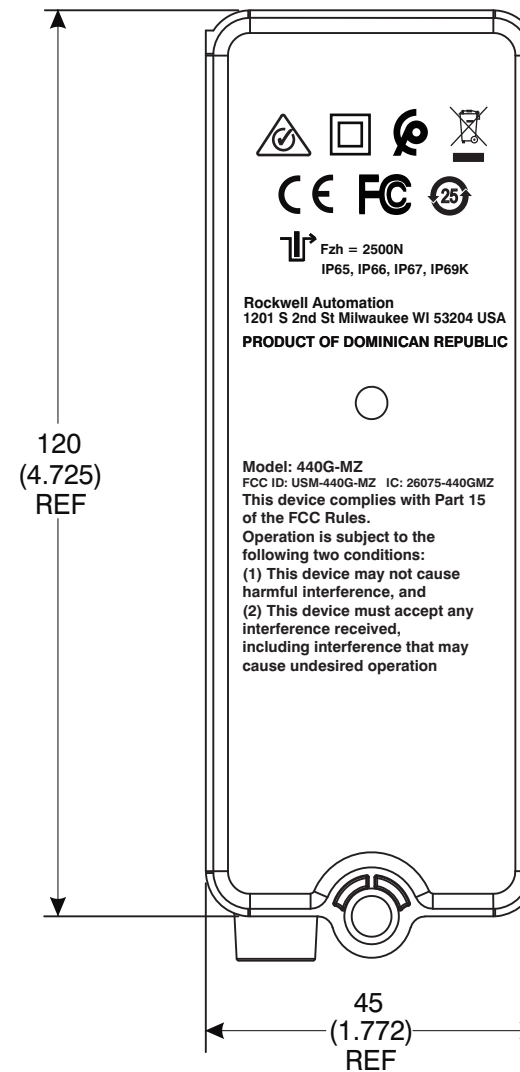 CE FC 25
Fzh = 2500N
IP65, IP66, IP67, IP69K
Rockwell Automation
1201 S 2nd St Milwaukee WI 53204 USA
PRODUCT OF DOMINICAN REPUBLIC
120
(4.725)
REF
Model: 440G-MZ
FCC ID: USM-440G-MZ IC: 26075-440GMZ
This device complies with Part 15
of the FCC Rules.
Operation is subject to the
following two conditions:
(1) This device may not cause
harmful interference, and
(2) This device must accept any
interference received,
including interference that may
cause undesired operation
45
(1.772)
REF